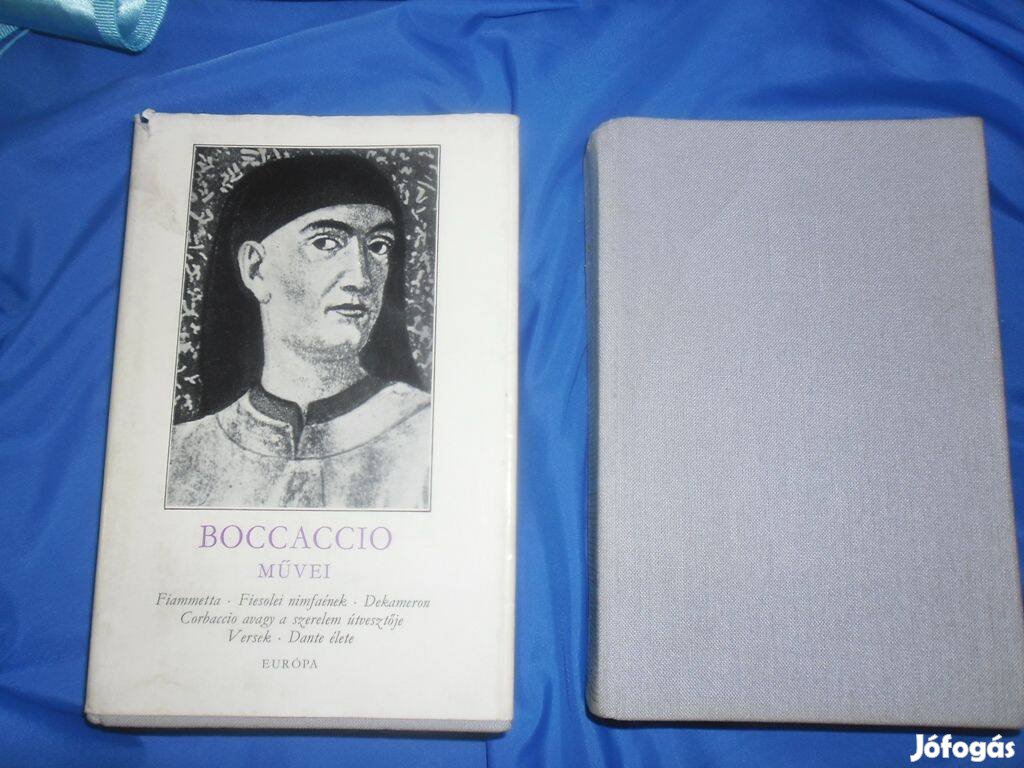 BOCCACCIO
MŰVEI
Fiammetta · Fiesolei nimfaének · Dekameron
Corbaccio avagy a szerelem útvesztője
Versek · Dante élete
EURÓPA
Jófogás